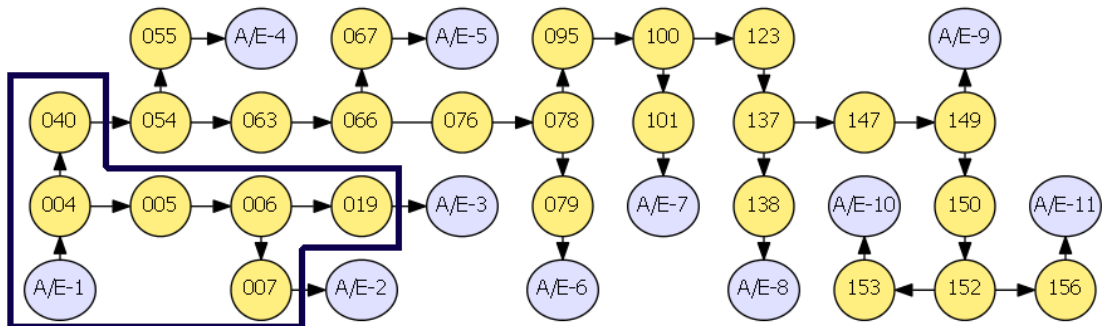 055 A/E-4 067 A/E-5 095 100 123 A/E-9
040 054 063 066 076 078 101 137 147 149
004 005 006 019 A/E-3 079 A/E-7 138 A/E-10 150 A/E-11
A/E-1 007 A/E-2 A/E-6 A/E-8 153 152 156